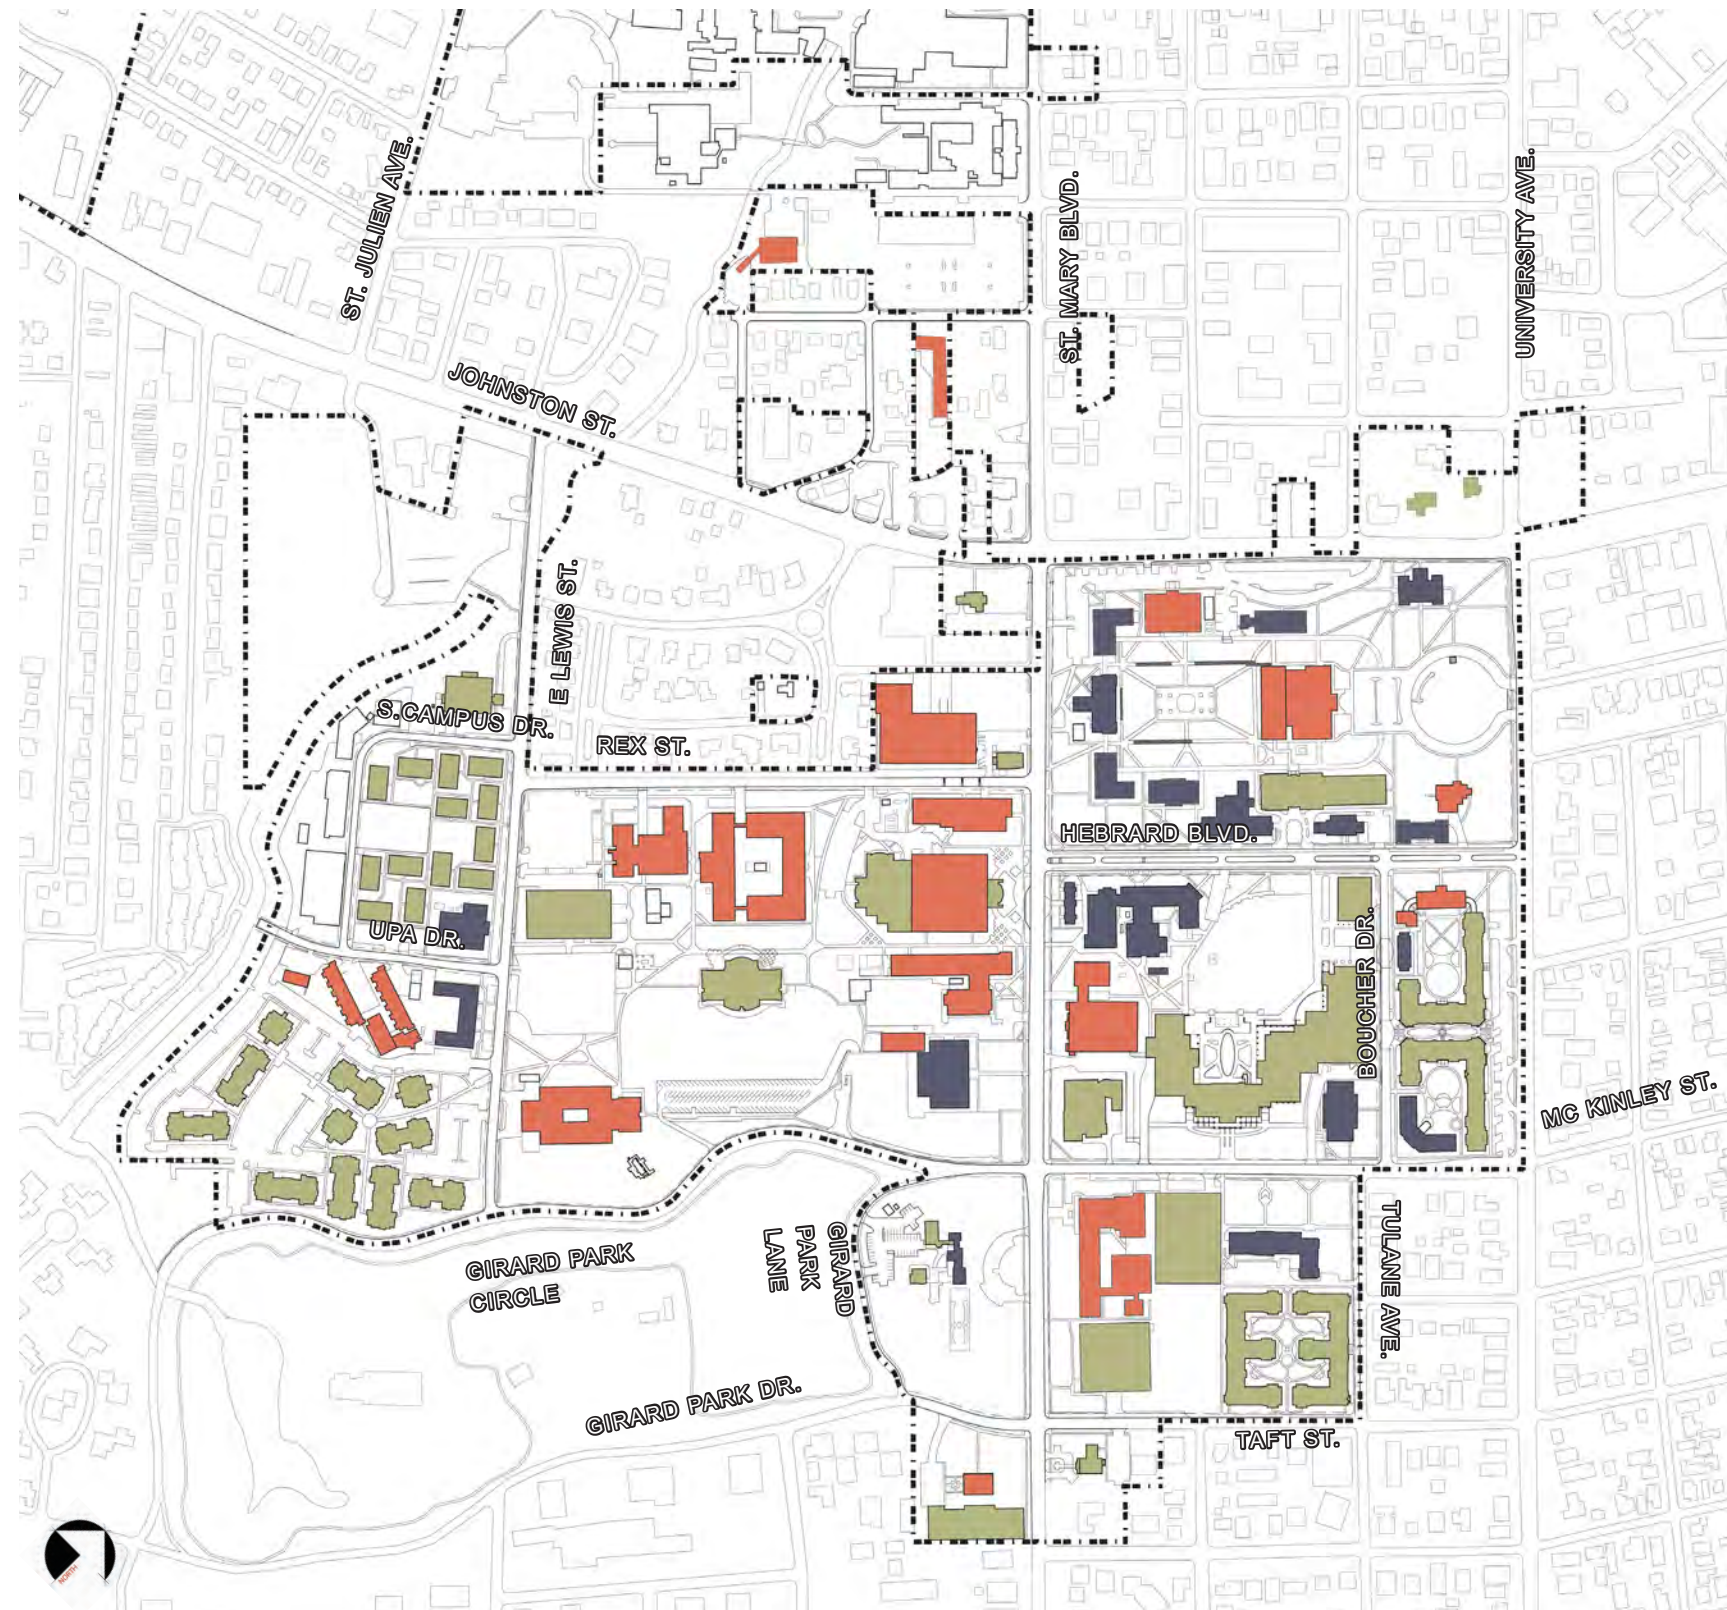 ST. JULIEN AVE.
ST. MARY BLVD.
UNIVERSITY AVE.
JOHNSTON ST.
E LEWIS ST.
S.CAMPUS DR.
REX ST.
HEBRARD BLVD.
UPA DR.
BOUCHER DR.
MC KINLEY ST.
GIRARD
PARK
LANE
TULANE AVE.
GIRARD PARK
CIRCLE
GIRARD PARK DR.
TAFT ST.
NORTH